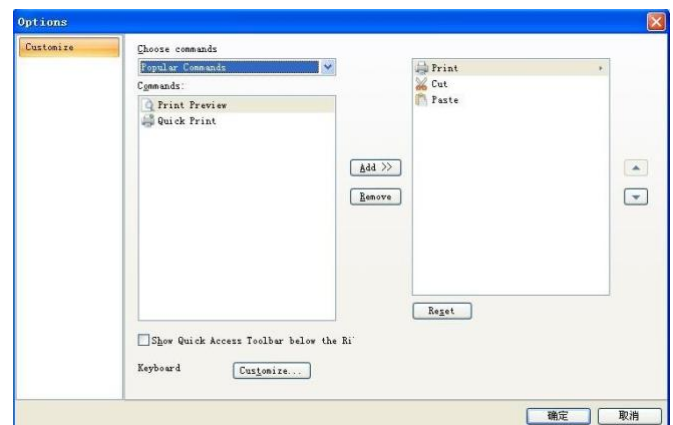 Options
Customize
Choose commands
Popular Commands
Commands:
Print Preview
Quick Print
Add >>
Remove
Print
Cut
Paste
Reset
Show Quick Access Toolbar below the Ri
Keyboard
Customize...
确定
取消